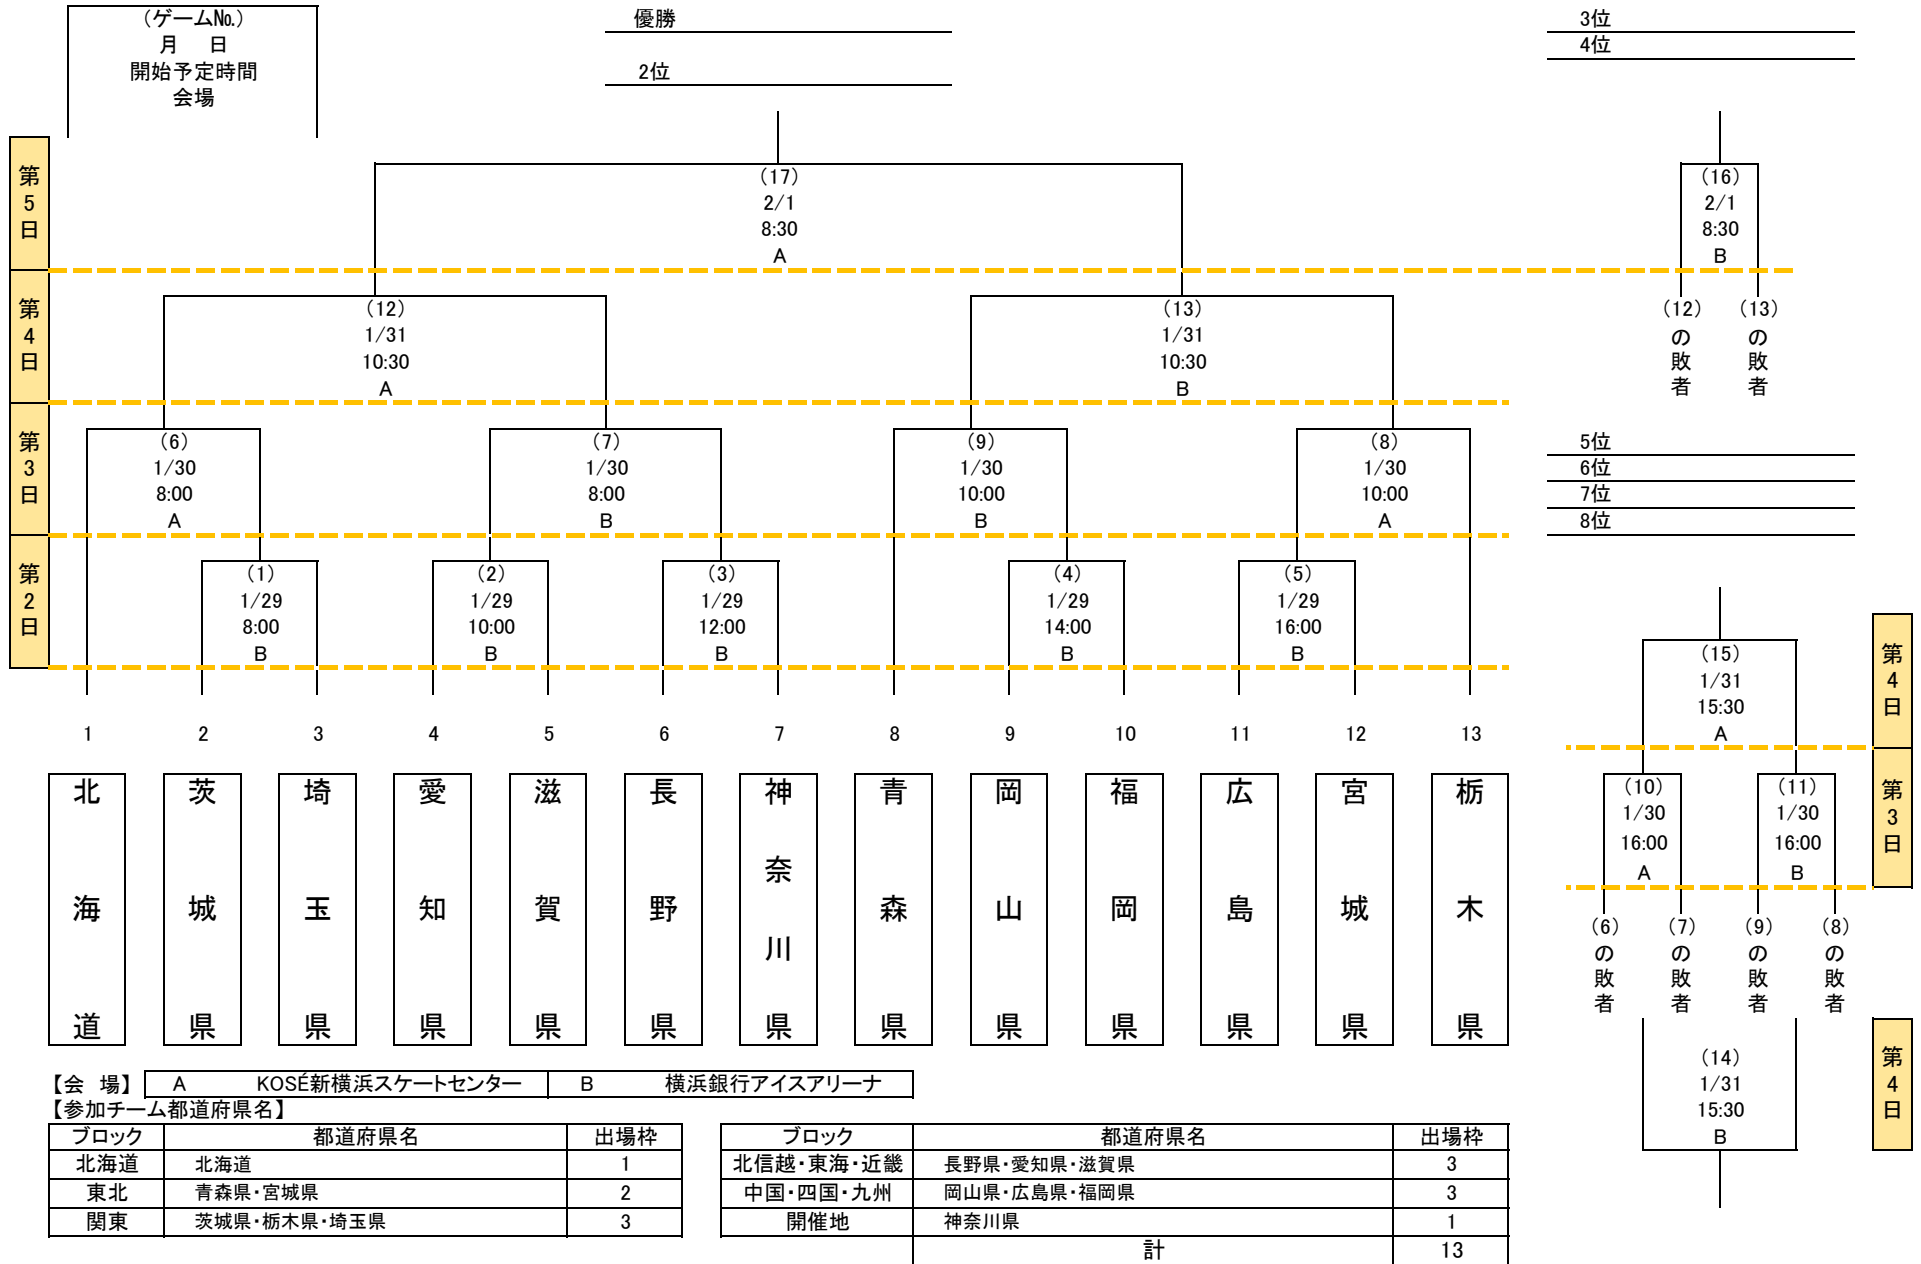 (ゲームNo.)
月 日
開始予定時間
会場
優勝
2位
3位
4位
第5日
(17)
2/1
8:30
A
(16)
2/1
8:30
B
(12)の敗者
(13)の敗者
第4日
(12)
1/31
10:30
A
(13)
1/31
10:30
B
第3日
(6)
1/30
8:00
A
(7)
1/30
8:00
B
(9)
1/30
10:00
B
(8)
1/30
10:00
A
5位
6位
7位
8位
第2日
(1)
1/29
8:00
B
(2)
1/29
10:00
B
(3)
1/29
12:00
B
(4)
1/29
14:00
B
(5)
1/29
16:00
B
(15)
1/31
15:30
A
第4日
1 2 3 4 5 6 7 8 9 10 11 12 13
北海道
茨城県
埼玉県
愛知県
滋賀県
長野県
神奈川県
青森県
岡山県
福岡県
広島県
宮城県
栃木県
(10)
1/30
16:00
A
(11)
1/30
16:00
B
第3日
(6)の敗者
(7)の敗者
(9)の敗者
(8)の敗者
(14)
1/31
15:30
B
第4日
【会 場】 A KOSÉ新横浜スケートセンター B 横浜銀行アイスアリーナ
【参加チーム都道府県名】
ブロック 都道府県名 出場枠
北海道 北海道 1
東北 青森県・宮城県 2
関東 茨城県・栃木県・埼玉県 3
ブロック 都道府県名 出場枠
北信越・東海・近畿 長野県・愛知県・滋賀県 3
中国・四国・九州 岡山県・広島県・福岡県 3
開催地 神奈川県 1
計 13